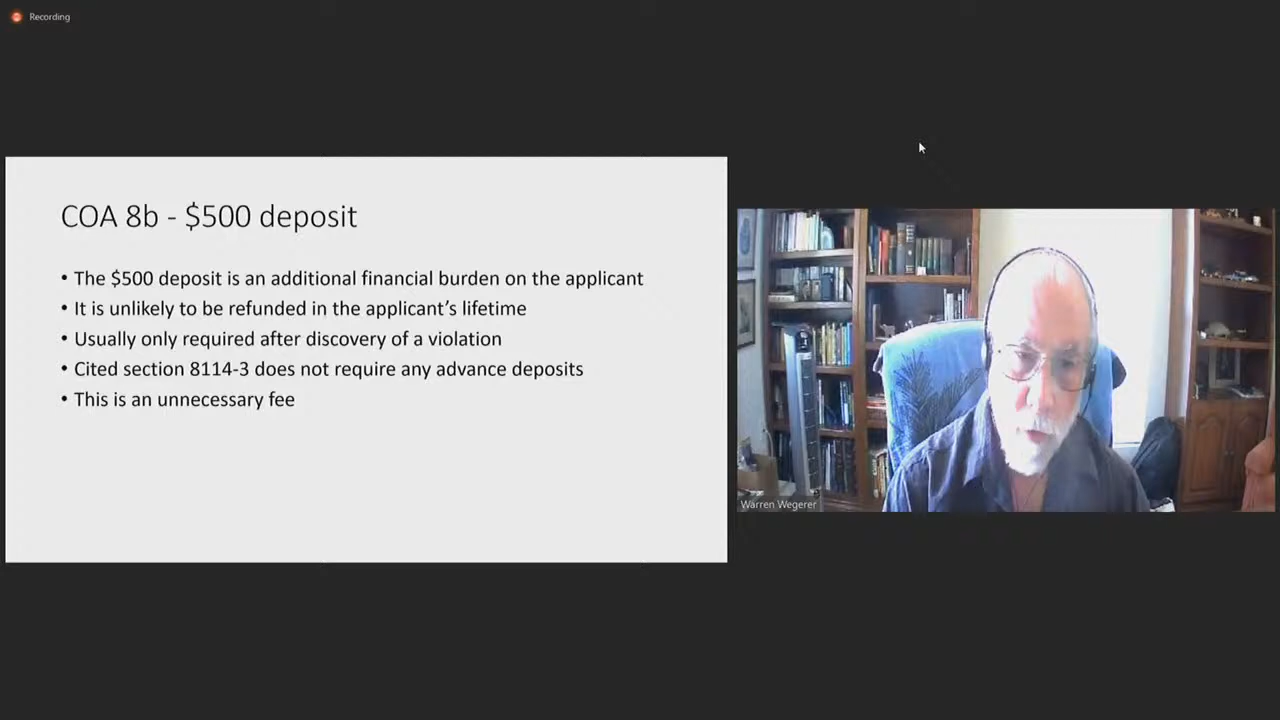 Recording
COA 8b - $500 deposit
• The $500 deposit is an additional financial burden on the applicant
• It is unlikely to be refunded in the applicant's lifetime
• Usually only required after discovery of a violation
• Cited section 8114-3 does not require any advance deposits
• This is an unnecessary fee
Warren Wegerer